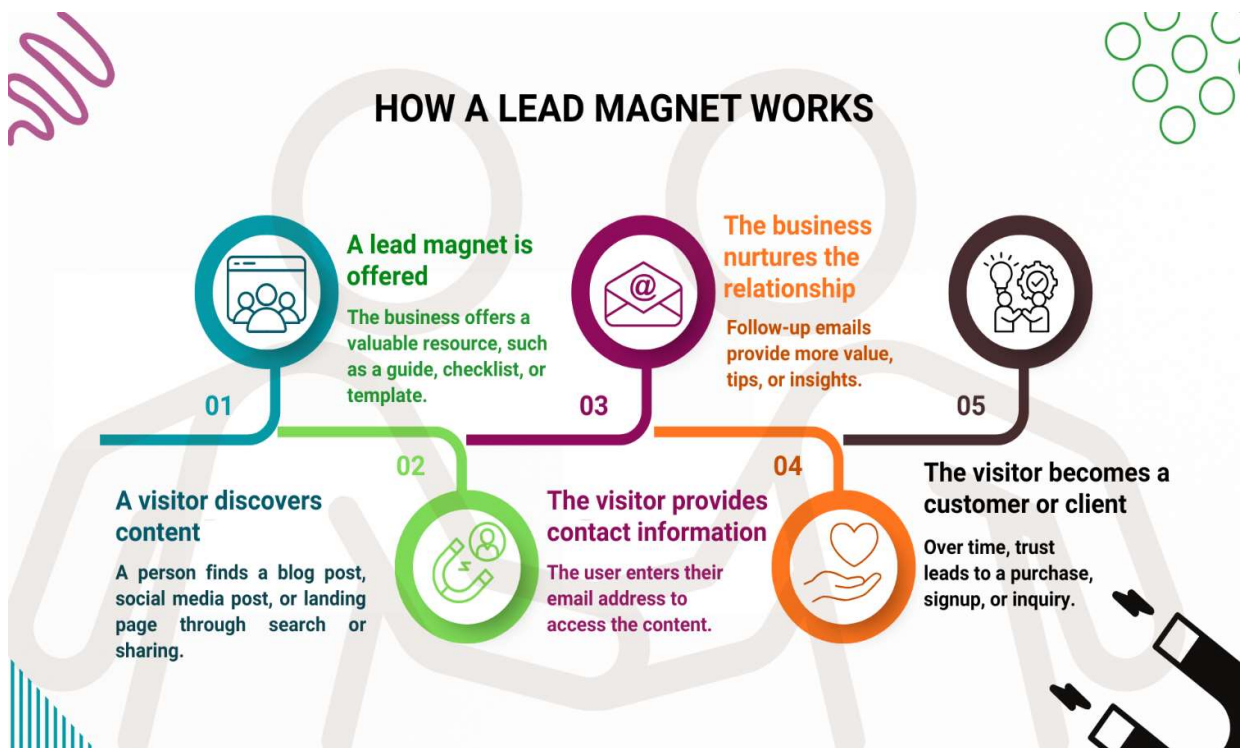 HOW A LEAD MAGNET WORKS
01
A visitor discovers
content
A person finds a blog post,
social media post, or landing
page through search or
sharing.
02
A lead magnet is
offered
The business offers a
valuable resource, such
as a guide, checklist, or
template.
03
@
The visitor provides
contact information
The user enters their
email address to
access the content.
04
The business
nurtures the
relationship
Follow-up emails
provide more value,
tips, or insights.
05
The visitor becomes a
customer or client
Over time, trust
leads to a purchase,
signup, or inquiry.